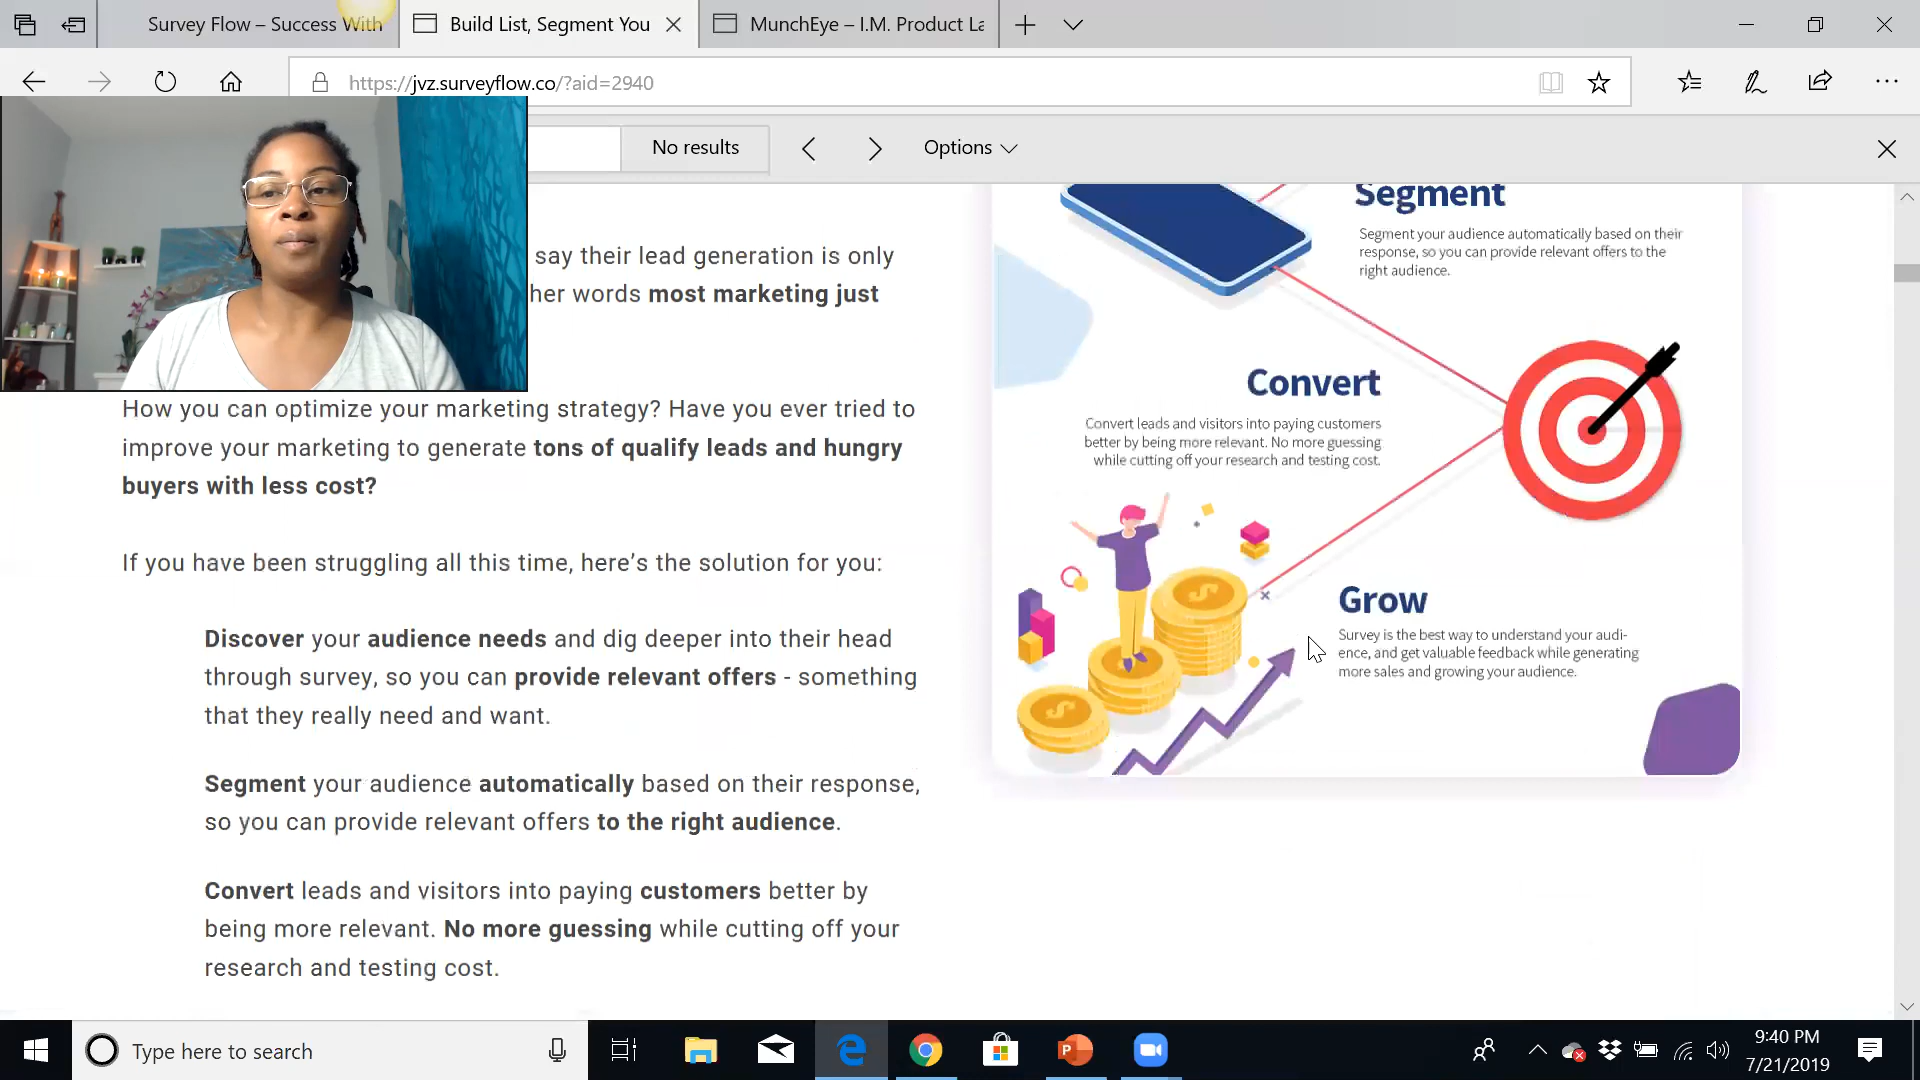 Survey Flow – Success With
Build List, Segment You
MunchEye – I.M. Product La
https://jvz.surveyflow.co/?aid=2940
No results
Options
say their lead generation is only
her words most marketing just
How you can optimize your marketing strategy? Have you ever tried to
improve your marketing to generate tons of qualify leads and hungry
buyers with less cost?
If you have been struggling all this time, here's the solution for you:
Discover your audience needs and dig deeper into their head
through survey, so you can provide relevant offers - something
that they really need and want.
Segment your audience automatically based on their response,
so you can provide relevant offers to the right audience.
Convert leads and visitors into paying customers better by
being more relevant. No more guessing while cutting off your
research and testing cost.
Segment
Segment your audience automatically based on their
response, so you can provide relevant offers to the
right audience.
Convert
Convert leads and visitors into paying customers
better by being more relevant. No more guessing
while cutting off your research and testing cost.
Grow
Survey is the best way to understand your audi-
ence, and get valuable feedback while generating
more sales and growing your audience.
Type here to search
9:40 PM
7/21/2019